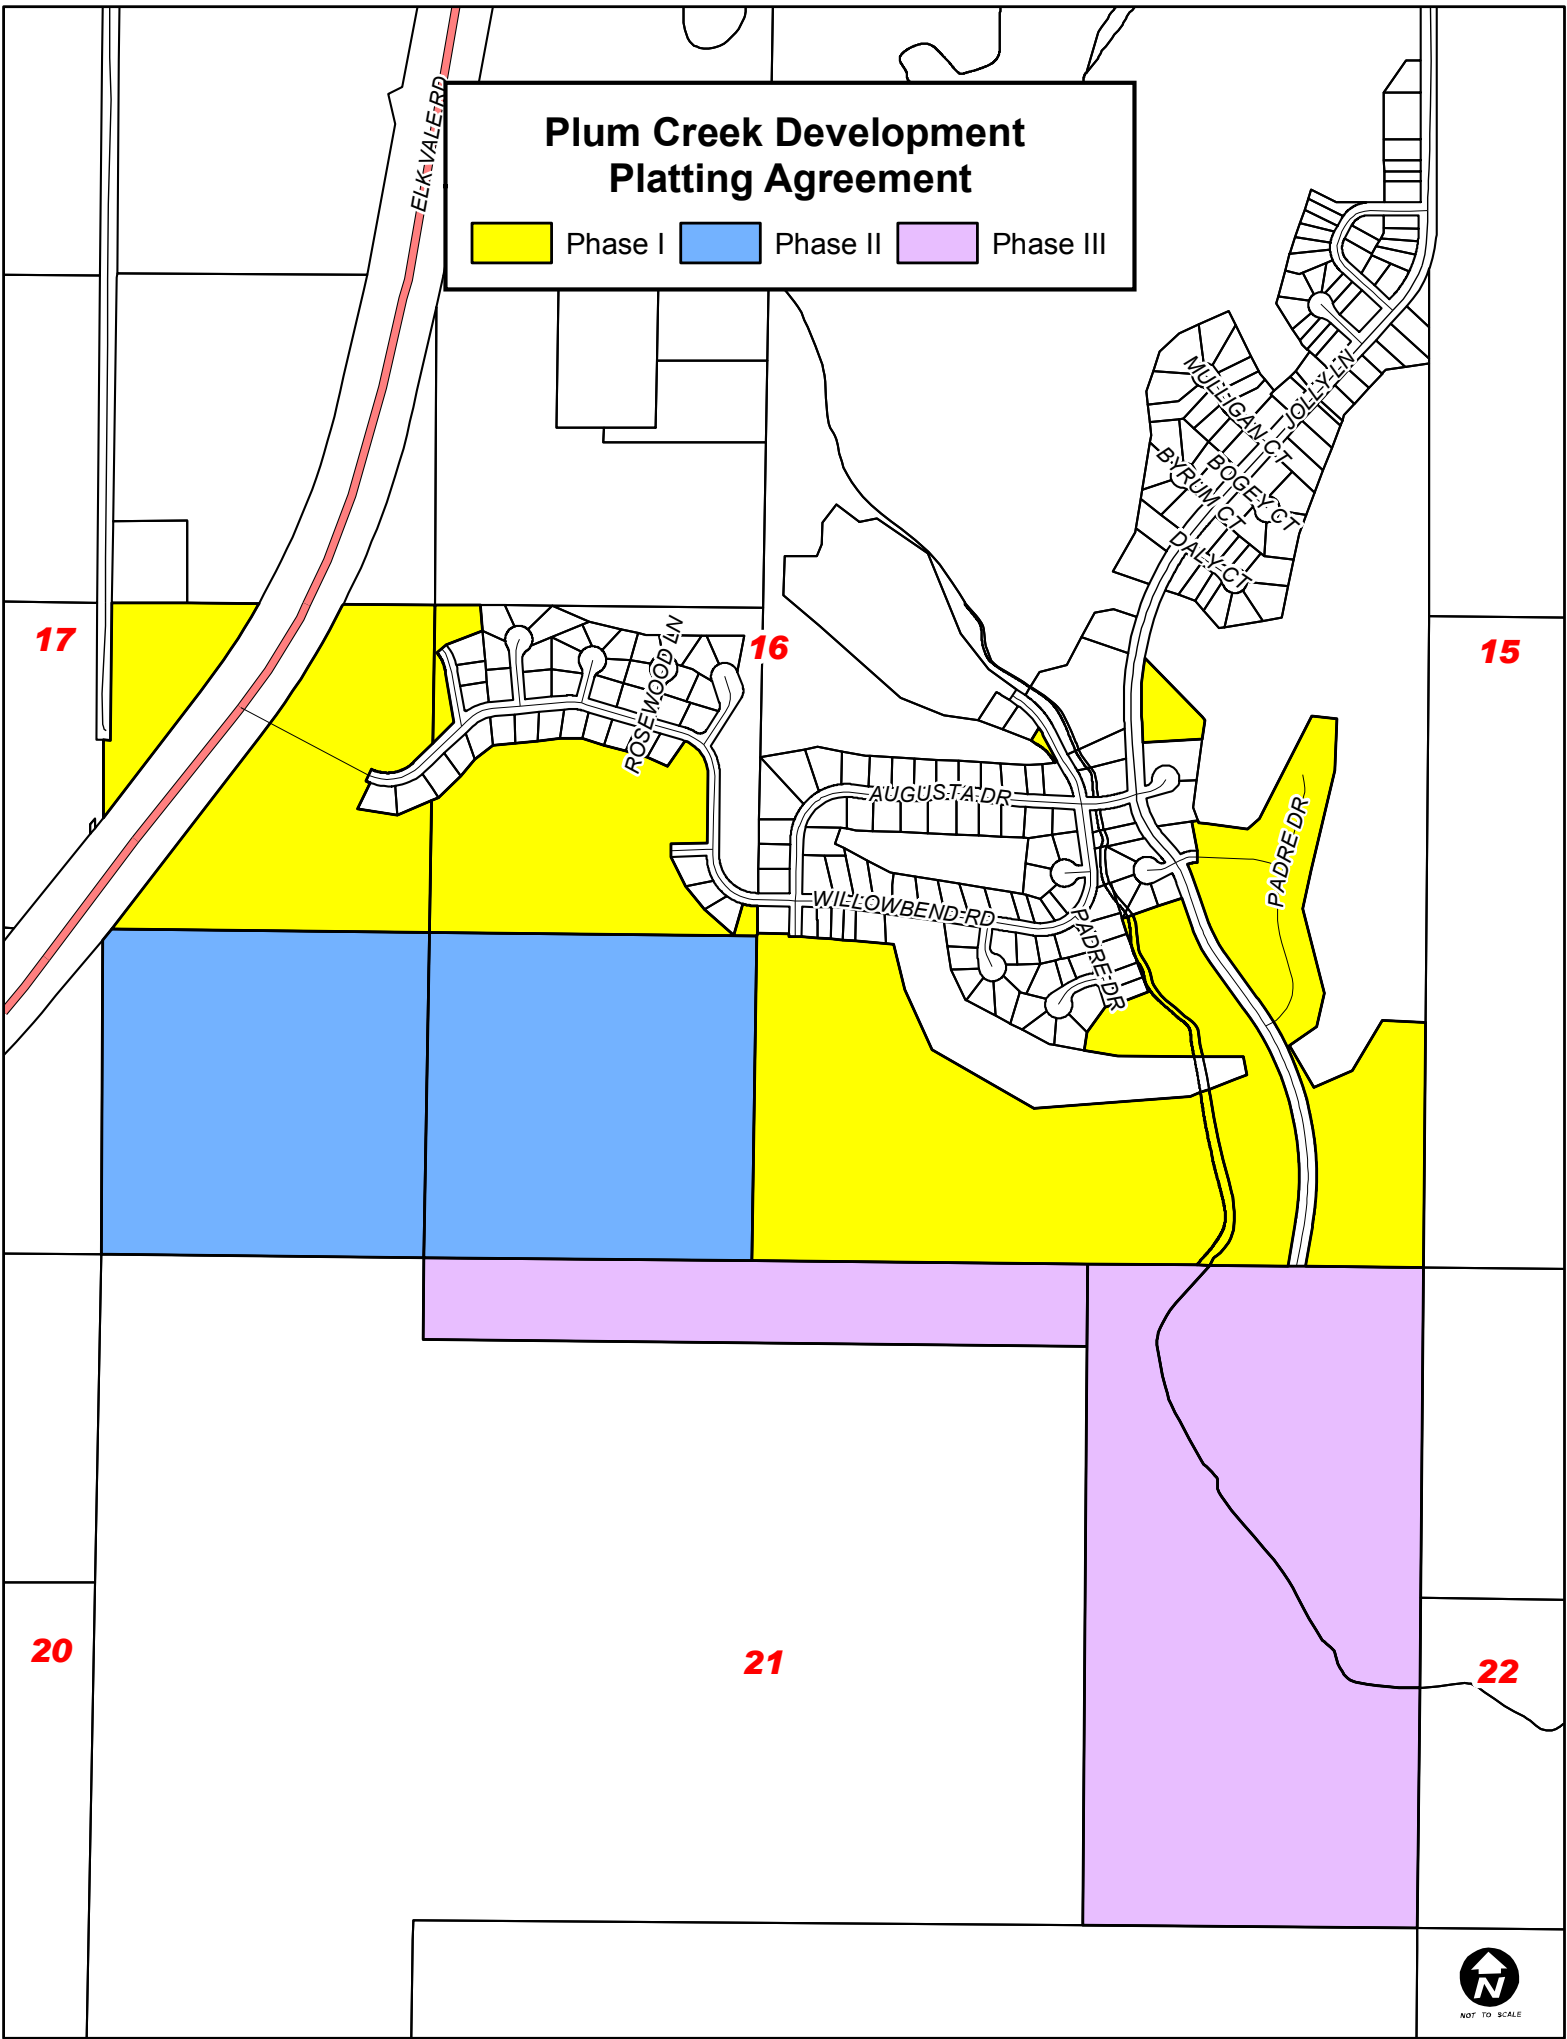 ELK VALE RD
Plum Creek Development
Platting Agreement
Phase I Phase II Phase III
JOLLY LN
MULLIGAN CT
BOGEY CT
BYRUM CT
DALY CT
17
16
15
ROSEWOOD LN
AUGUSTA DR
PADRE DR
WILLOWBEND RD
PADRE DR
20
21
22
N
NOT TO SCALE